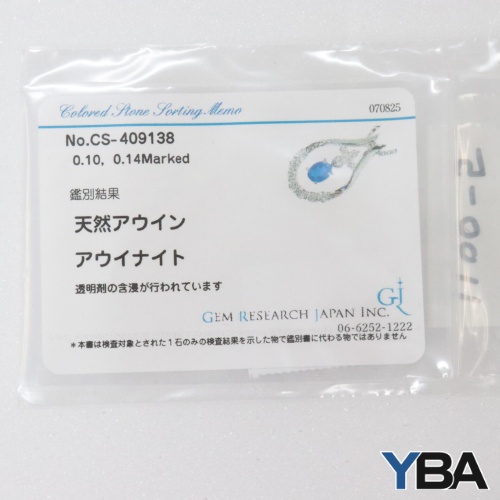 Colored Stone Sorting Memo
070825
No.CS-409138
0.10, 0.14Marked
鑑別結果
天然アウイン
アウイナイト
透明剤の含浸が行われています
GJ
GEM RESEARCH JAPAN INC.
06-6252-1222
*本書は検査対象とされた1石のみの検査結果を示した物で鑑別書に代わる物ではありません
YBA